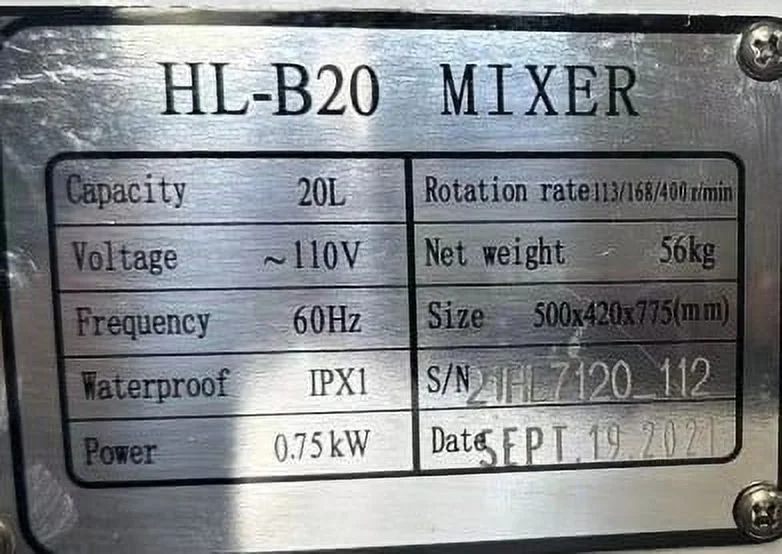 HL-B20 MIXER
Capacity 20L
Rotation rate 113/168/400 r/min
Voltage ~110V
Net weight 56kg
Frequency 60Hz
Size 500x420x775(mm)
Waterproof IPX1
S/N 21HL7120_112
Power 0.75kW
Date SEPT.19.2021